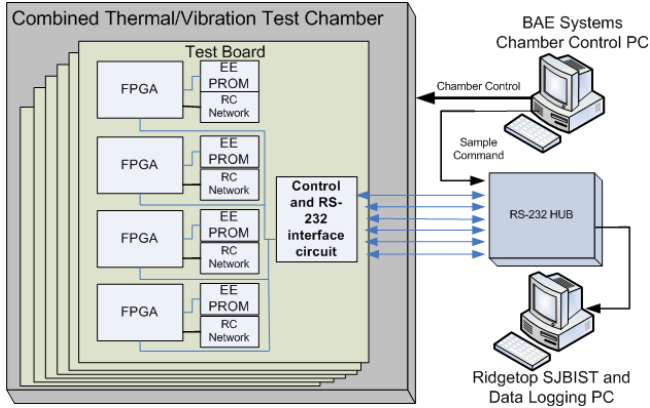 Combined Thermal/Vibration Test Chamber
Test Board
FPGA
EE
PROM
RC
Network
FPGA
EE
PROM
RC
Network
FPGA
EE
PROM
RC
Network
FPGA
EE
PROM
RC
Network
Control
and RS-
232
interface
circuit
BAE Systems
Chamber Control PC
Chamber Control
Sample
Command
RS-232 HUB
Ridgetop SJBIST and
Data Logging PC